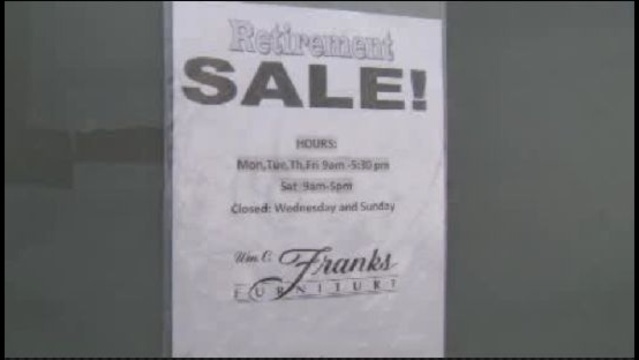 Retirement
SALE!
HOURS:
Mon,Tue,Th,Fri 9am -5:30 pm
Sat 9am-5pm
Closed: Wednesday and Sunday
Wm C. Franks
FURNITURE